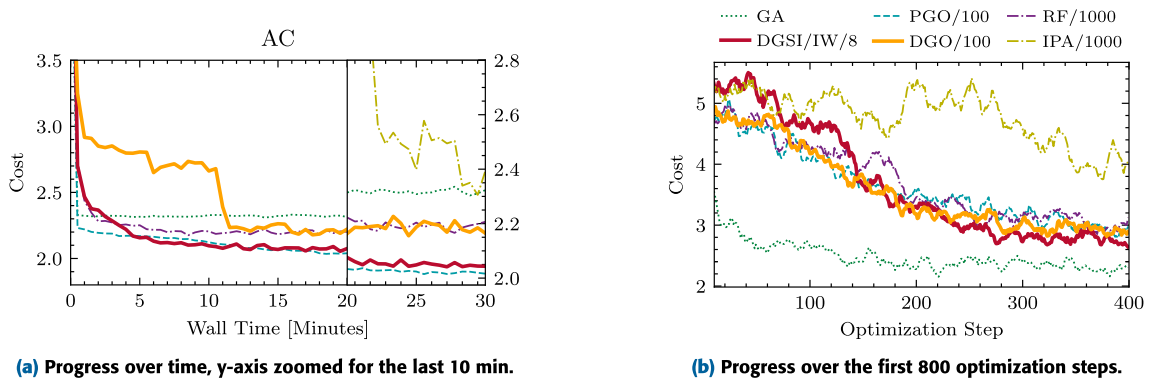 AC
3.5
3.0
2.5
2.0
Cost
2.8
2.6
2.4
2.2
2.0
0
5
10
15
20
25
30
Wall Time [Minutes]
(a) Progress over time, y-axis zoomed for the last 10 min.
GA
PGO/100
RF/1000
DGSI/IW/8
DGO/100
IPA/1000
5
4
3
2
Cost
100
200
300
400
Optimization Step
(b) Progress over the first 800 optimization steps.